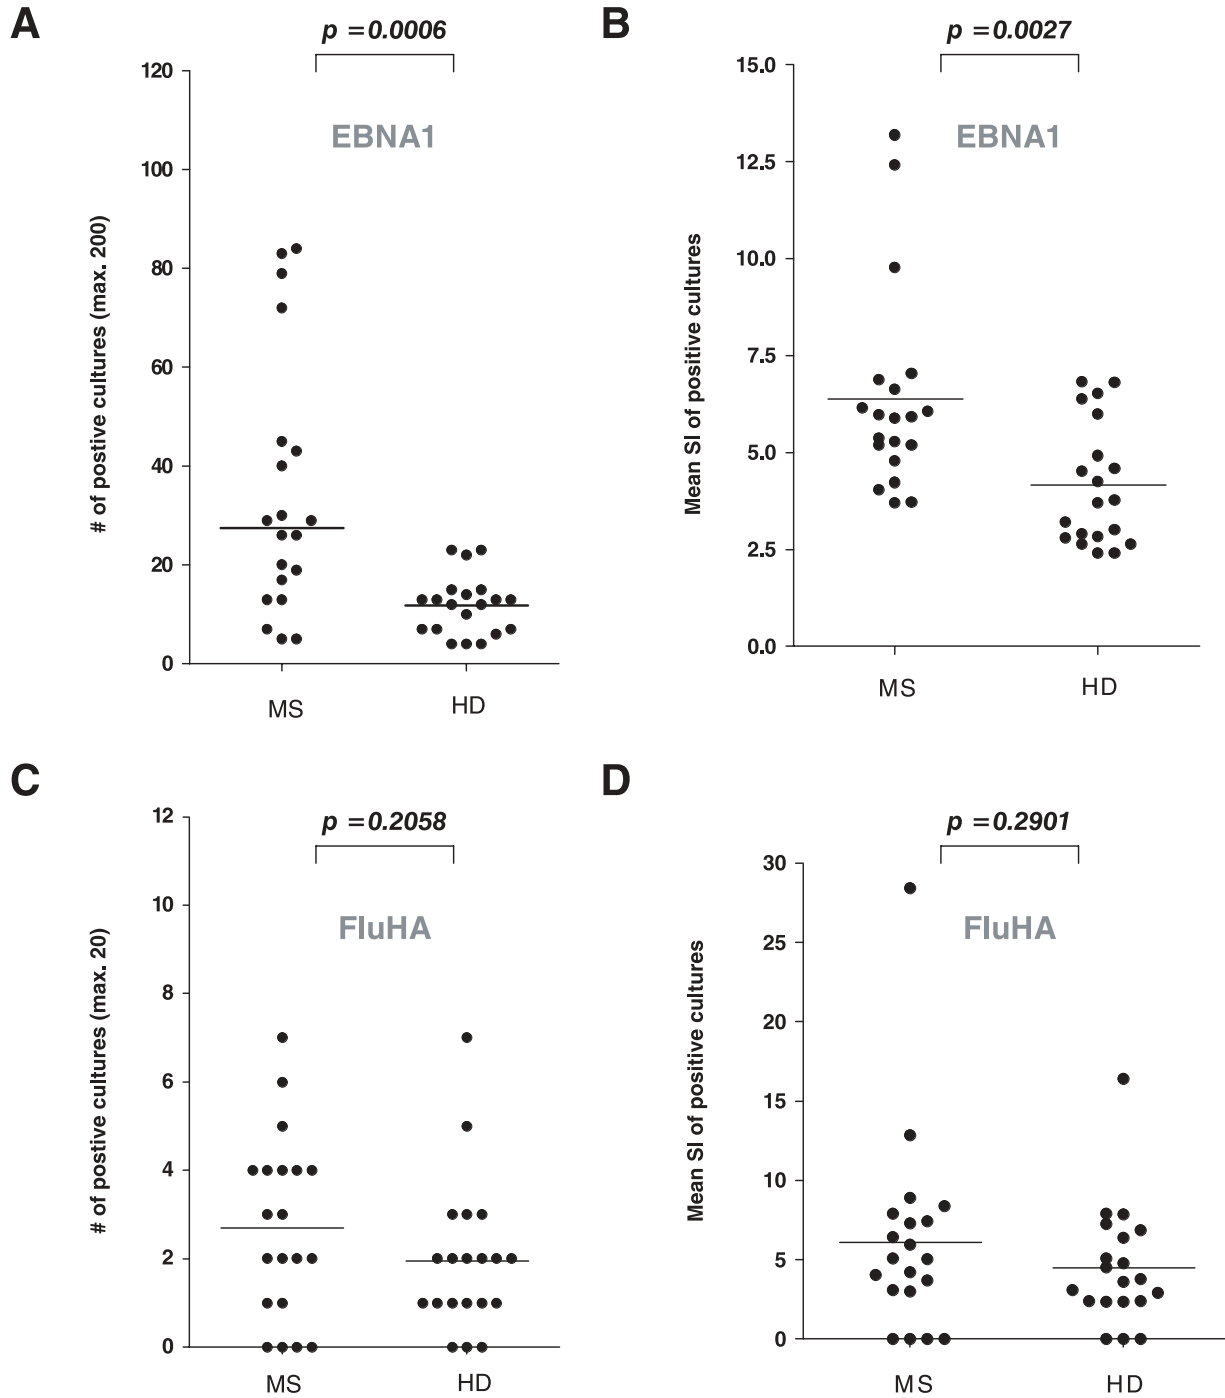 A
p =0.0006
EBNA1
# of postive cultures (max. 200)
120
100
80
60
40
20
0
MS
HD
B
p =0.0027
EBNA1
Mean SI of positive cultures
15.0
12.5
10.0
7.5
5.0
2.5
0.0
MS
HD
C
p =0.2058
FluHA
# of postive cultures (max. 20)
12
10
8
6
4
2
0
MS
HD
D
p =0.2901
FluHA
Mean SI of positive cultures
30
25
20
15
10
5
0
MS
HD